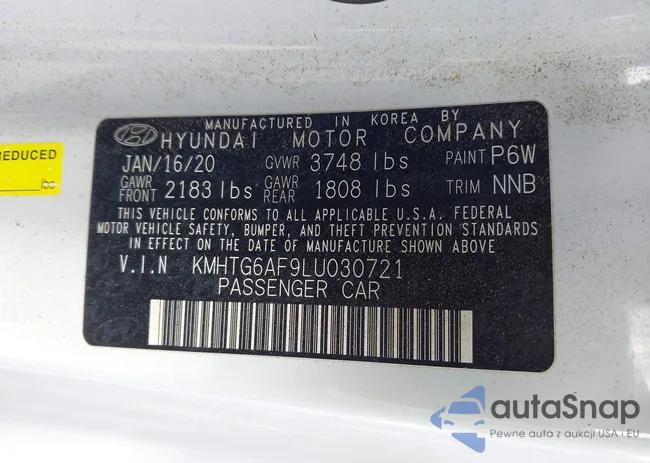 REDUCED
lbs
MANUFACTURED IN KOREA BY
HYUNDAI MOTOR COMPANY
JAN/16/20 GVWR 3748 lbs PAINT P6W
GAWR FRONT 2183 lbs GAWR REAR 1808 lbs TRIM NNB
THIS VEHICLE CONFORMS TO ALL APPLICABLE U.S.A. FEDERAL
MOTOR VEHICLE SAFETY, BUMPER, AND THEFT PREVENTION
STANDARDS IN EFFECT ON THE DATE OF MANUFACTURE SHOWN ABOVE.
V.I.N KMHTG6AF9LU030721
PASSENGER CAR
autaSnap
Pewne auta z aukcji USA i EU